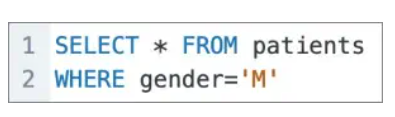 1 SELECT * FROM patients
2 WHERE gender='M'